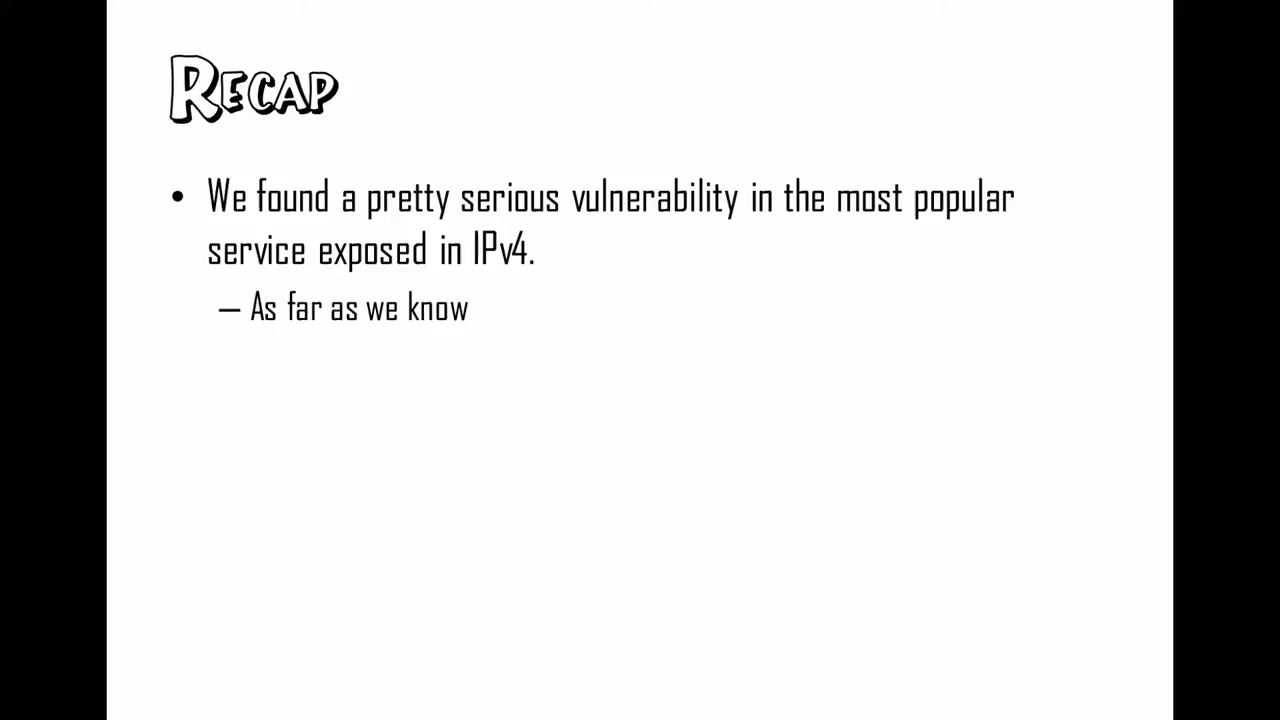 RECAP
• We found a pretty serious vulnerability in the most popular
service exposed in IPv4.
– As far as we know